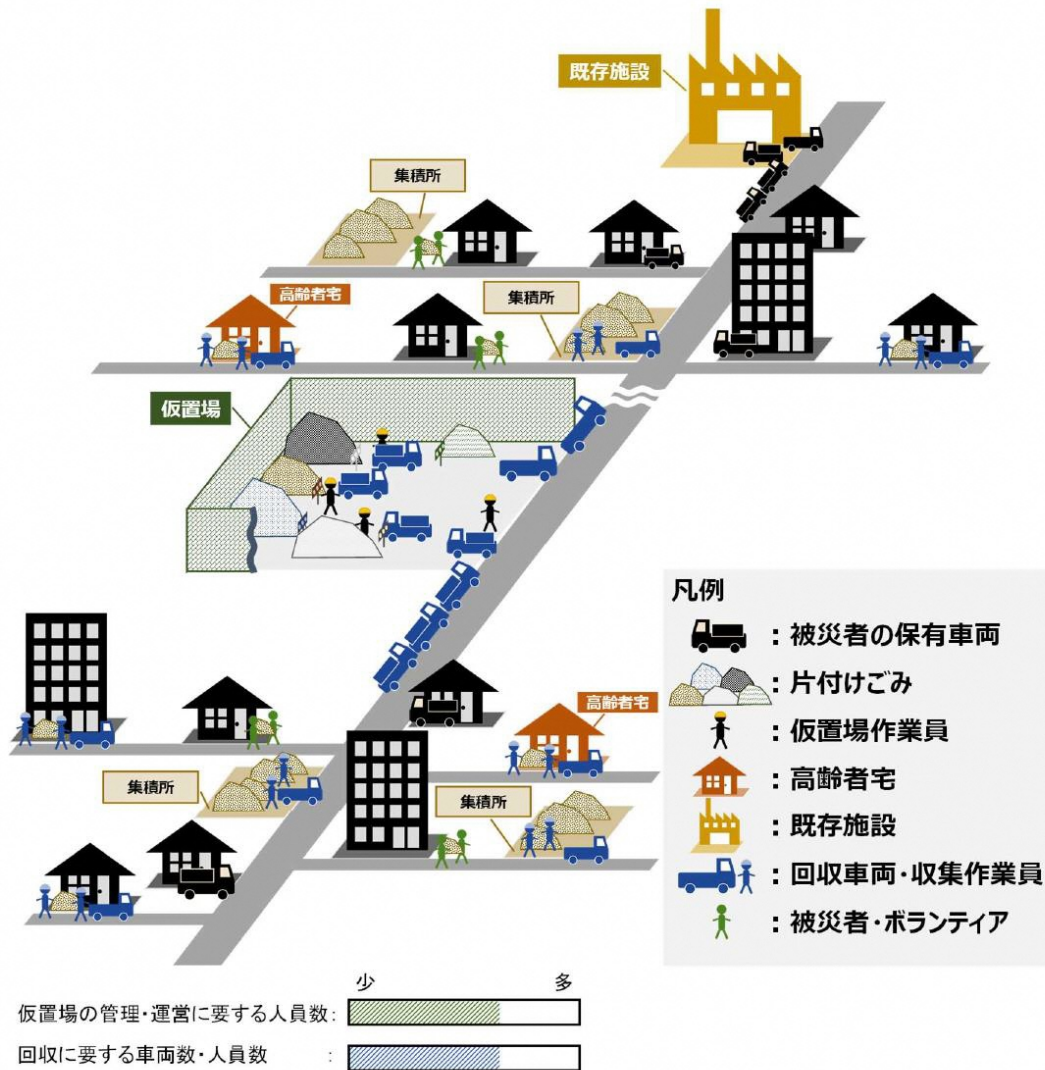 既存施設
集積所
高齢者宅
集積所
仮置場
凡例
：被災者の保有車両
：片付けごみ
：仮置場作業員
：高齢者宅
：既存施設
：回収車両・収集作業員
：被災者・ボランティア
高齢者宅
集積所
集積所
少 多
仮置場の管理・運営に要する人員数：
回収に要する車両数・人員数 ：